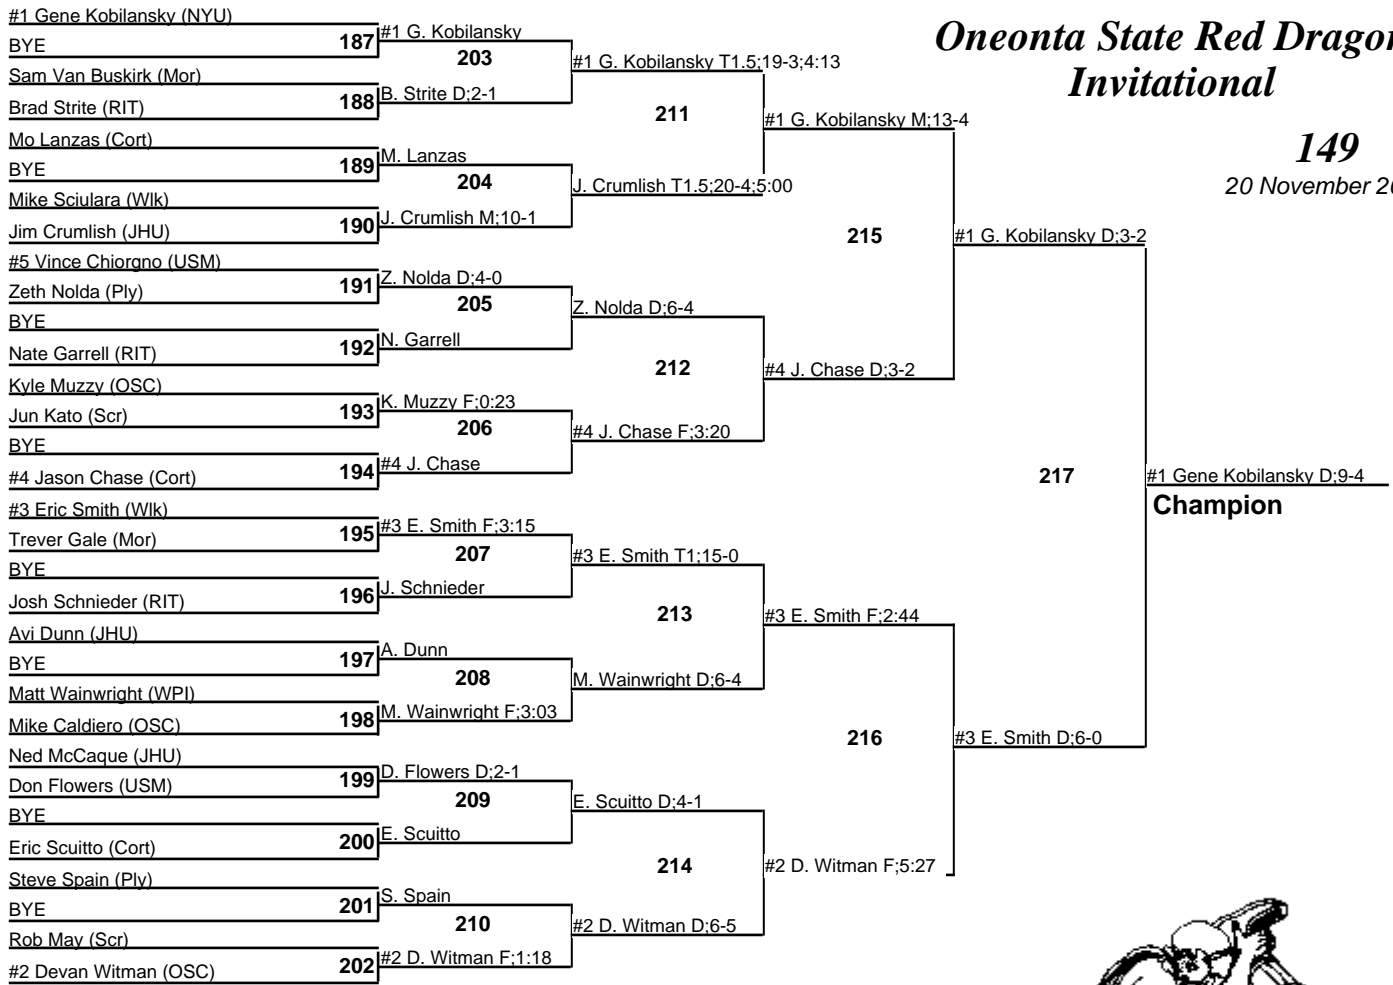 Oneonta State Red Dragon
Invitational
149
20 November 20
#1 Gene Kobilansky (NYU)
BYE
187
Sam Van Buskirk (Mor)
Brad Strite (RIT)
188
Mo Lanzas (Cort)
BYE
189
Mike Sciulara (Wlk)
Jim Crumlish (JHU)
190
#5 Vince Chiorgno (USM)
Zeth Nolda (Ply)
191
BYE
Nate Garrell (RIT)
192
Kyle Muzzy (OSC)
Jun Kato (Scr)
193
BYE
#4 Jason Chase (Cort)
194
#3 Eric Smith (Wlk)
Trever Gale (Mor)
195
BYE
Josh Schnieder (RIT)
196
Avi Dunn (JHU)
BYE
197
Matt Wainwright (WPI)
Mike Caldiero (OSC)
198
Ned McCaque (JHU)
Don Flowers (USM)
199
BYE
Eric Scuitto (Cort)
200
Steve Spain (Ply)
BYE
201
Rob May (Scr)
#2 Devan Witman (OSC)
202
#1 G. Kobilansky
203
B. Strite D;2-1
M. Lanzas
204
J. Crumlish M;10-1
Z. Nolda D;4-0
205
N. Garrell
K. Muzzy F;0:23
206
#4 J. Chase
#3 E. Smith F;3:15
207
J. Schnieder
A. Dunn
208
M. Wainwright F;3:03
D. Flowers D;2-1
209
E. Scuitto
S. Spain
210
#2 D. Witman F;1:18
#1 G. Kobilansky T1.5;19-3;4:13
211
J. Crumlish T1.5;20-4;5:00
Z. Nolda D;6-4
212
#4 J. Chase F;3:20
#3 E. Smith T1;15-0
213
M. Wainwright D;6-4
E. Scuitto D;4-1
214
#2 D. Witman D;6-5
#1 G. Kobilansky M;13-4
215
#4 J. Chase D;3-2
#3 E. Smith F;2:44
216
#2 D. Witman F;5:27
#1 G. Kobilansky D;3-2
217
#3 E. Smith D;6-0
#1 Gene Kobilansky D;9-4
Champion